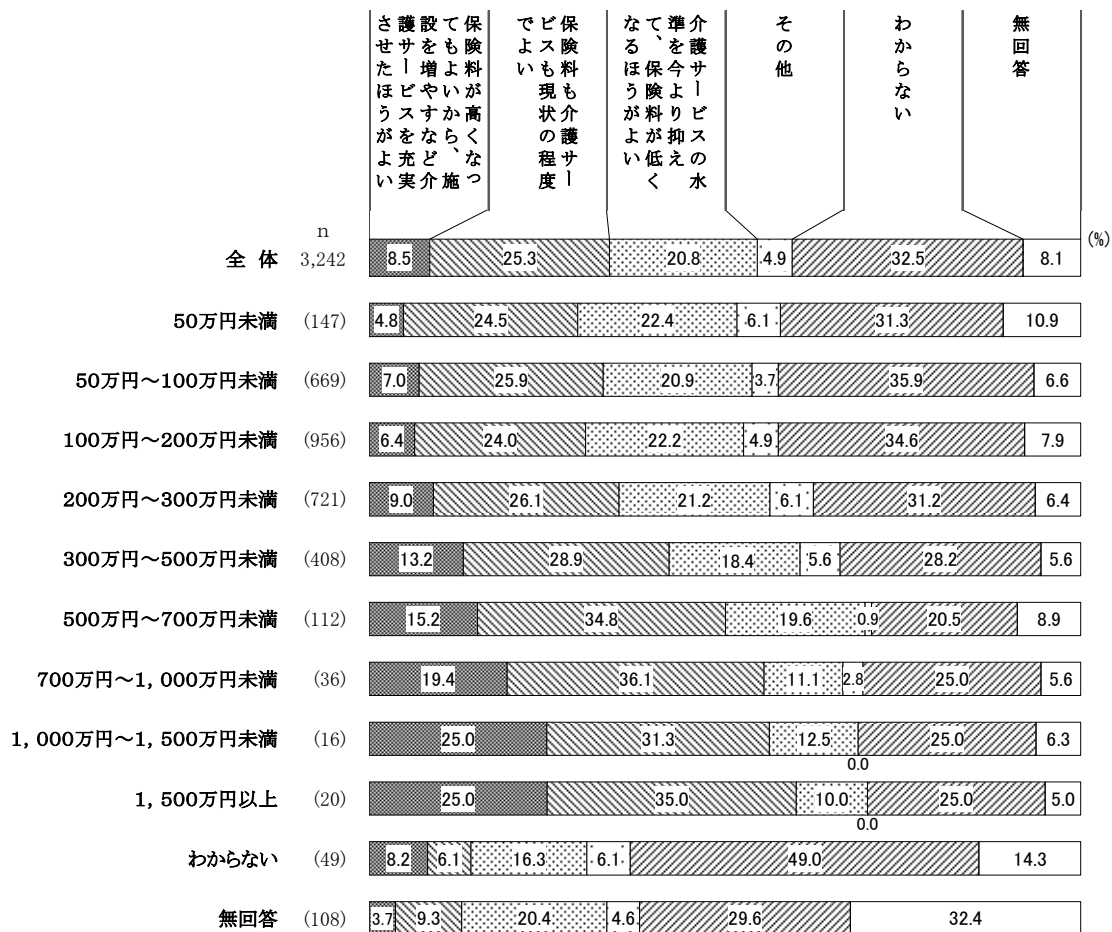 保険料が高くなっ
てもよいから、施
設を増やすなど介
護サービスを充実
させたほうがよい
保険料も介護サー
ビスも現状の程度
でよい
介護サービスの水
準を今より抑え
て、保険料が低く
なるほうがよい
その他
わからない
無回答
n
(%)
全 体 3,242 8.5 25.3 20.8 4.9 32.5 8.1
50万円未満 (147) 4.8 24.5 22.4 6.1 31.3 10.9
50万円～100万円未満 (669) 7.0 25.9 20.9 3.7 35.9 6.6
100万円～200万円未満 (956) 6.4 24.0 22.2 4.9 34.6 7.9
200万円～300万円未満 (721) 9.0 26.1 21.2 6.1 31.2 6.4
300万円～500万円未満 (408) 13.2 28.9 18.4 5.6 28.2 5.6
500万円～700万円未満 (112) 15.2 34.8 19.6 0.9 20.5 8.9
700万円～1,000万円未満 (36) 19.4 36.1 11.1 2.8 25.0 5.6
1,000万円～1,500万円未満 (16) 25.0 31.3 12.5 25.0 6.3
0.0
1,500万円以上 (20) 25.0 35.0 10.0 25.0 5.0
0.0
わからない (49) 8.2 6.1 16.3 6.1 49.0 14.3
無回答 (108) 3.7 9.3 20.4 4.6 29.6 32.4